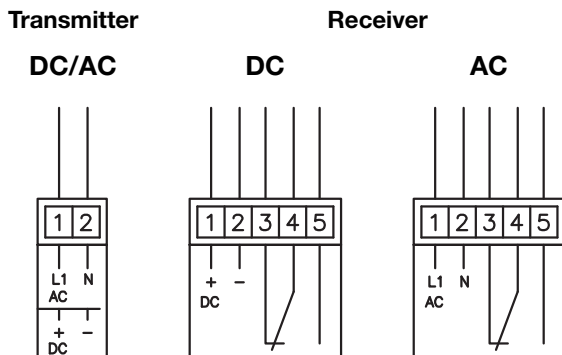 Transmitter Receiver
DC/AC DC AC
1 2 1 2 3 4 5 1 2 3 4 5
L1 N + − L1 N
AC DC AC
+ −
DC